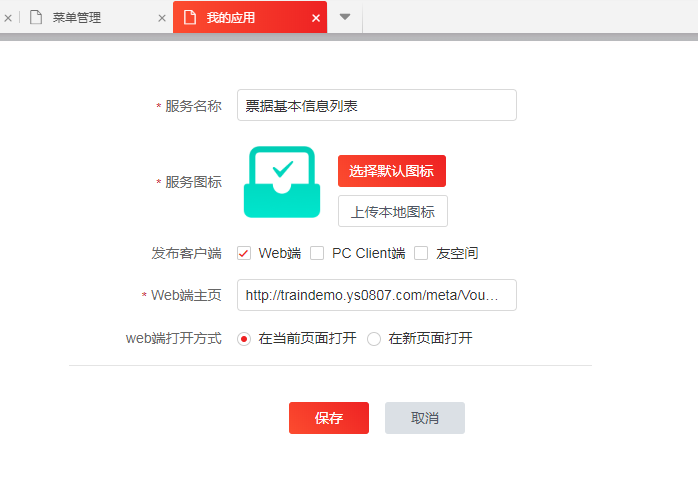 菜单管理 我的应用
* 服务名称 票据基本信息列表
* 服务图标 选择默认图标
上传本地图标
发布客户端 Web端 PC Client端 友空间
* Web端主页 http://traindemo.ys0807.com/meta/Vou…
web端打开方式 在当前页面打开 在新页面打开
保存 取消